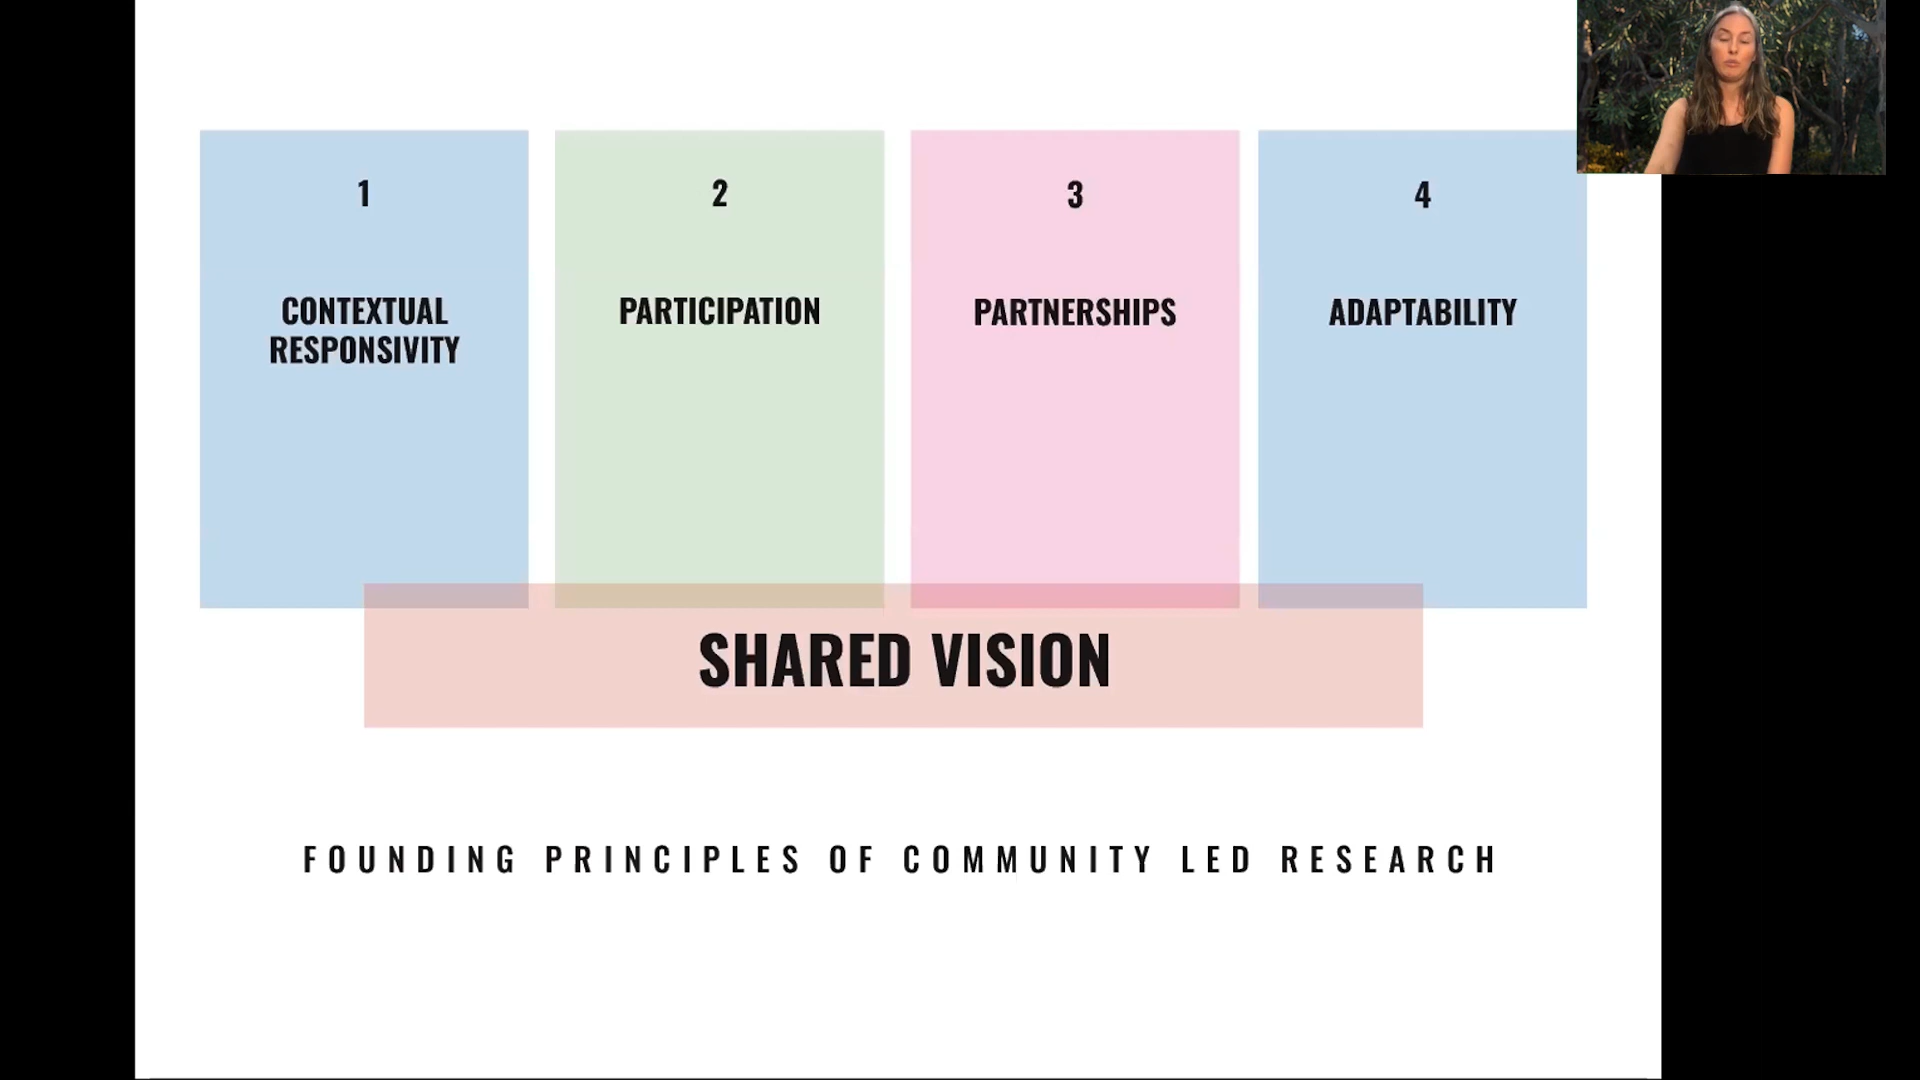 1
CONTEXTUAL
RESPONSIVITY
2
PARTICIPATION
3
PARTNERSHIPS
4
ADAPTABILITY
SHARED VISION
FOUNDING PRINCIPLES OF COMMUNITY LED RESEARCH